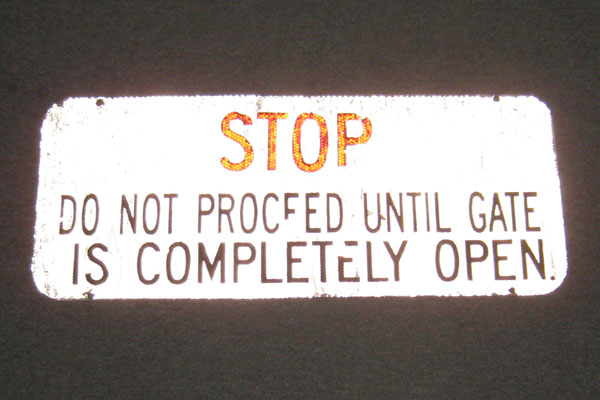 STOP
DO NOT PROCEED UNTIL GATE
IS COMPLETELY OPEN.